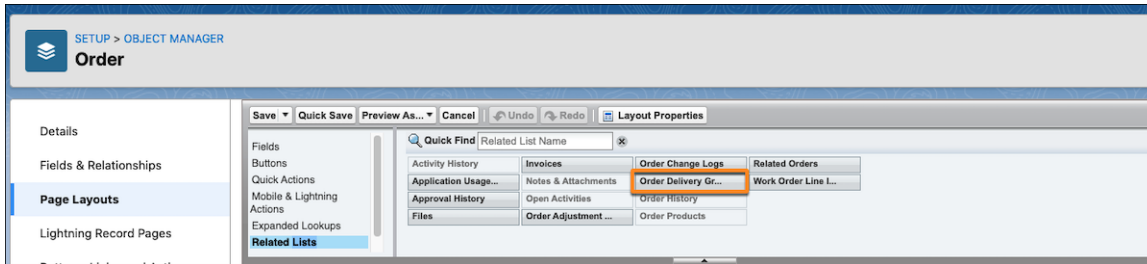 SETUP > OBJECT MANAGER
Order
Details
Fields & Relationships
Page Layouts
Lightning Record Pages
Save Quick Save Preview As... Cancel Undo Redo Layout Properties
Fields
Buttons
Quick Actions
Mobile & Lightning
Actions
Expanded Lookups
Related Lists
Quick Find Related List Name
Activity History Invoices Order Change Logs Related Orders
Application Usage... Notes & Attachments Order Delivery Gr... Work Order Line I...
Approval History Open Activities Order History
Files Order Adjustment ... Order Products